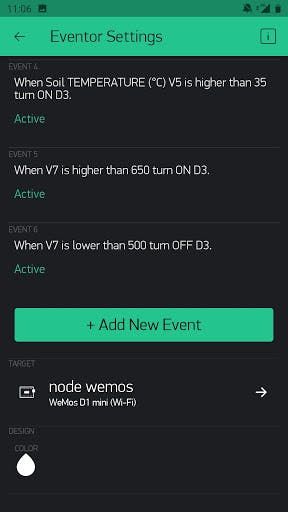 11:06
Eventor Settings
EVENT 4
When Soil TEMPERATURE (°C) V5 is higher than 35
turn ON D3.
Active
EVENT 5
When V7 is higher than 650 turn ON D3.
Active
EVENT 6
When V7 is lower than 500 turn OFF D3.
Active
+ Add New Event
TARGET
node wemos
WeMos D1 mini (Wi-Fi)
DESIGN
COLOR